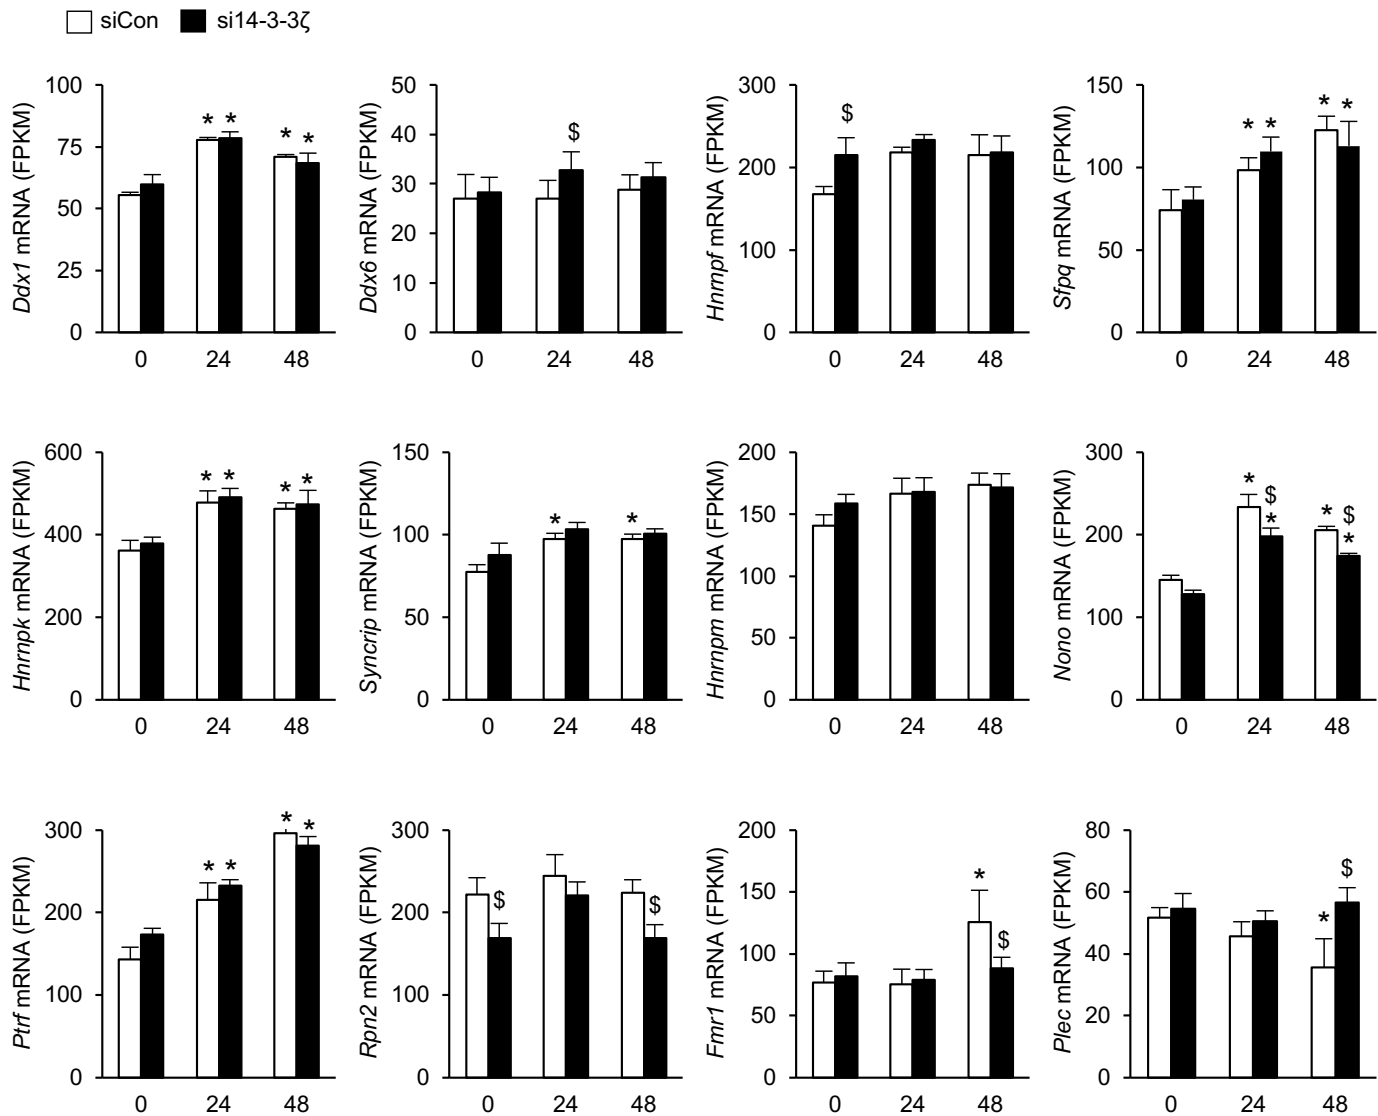 siCon si14-3-3ζ
Ddx1 mRNA (FPKM)
100
75
50
25
0
* * * *
0 24 48
Ddx6 mRNA (FPKM)
50
40
30
20
10
0
$
0 24 48
Hnrnpf mRNA (FPKM)
300
200
100
0
$
0 24 48
Sfpq mRNA (FPKM)
150
100
50
0
* * * *
0 24 48
Hnrnpk mRNA (FPKM)
600
400
200
0
* * * *
0 24 48
Syncrip mRNA (FPKM)
150
100
50
0
* *
0 24 48
Hnrnpm mRNA (FPKM)
200
150
100
50
0
0 24 48
Nono mRNA (FPKM)
300
200
100
0
* $ * * $ *
0 24 48
Ptrf mRNA (FPKM)
300
200
100
0
* * * *
0 24 48
Rpn2 mRNA (FPKM)
300
200
100
0
$ $
0 24 48
Fmr1 mRNA (FPKM)
200
150
100
50
0
* $
0 24 48
Plec mRNA (FPKM)
80
60
40
20
0
* $
0 24 48